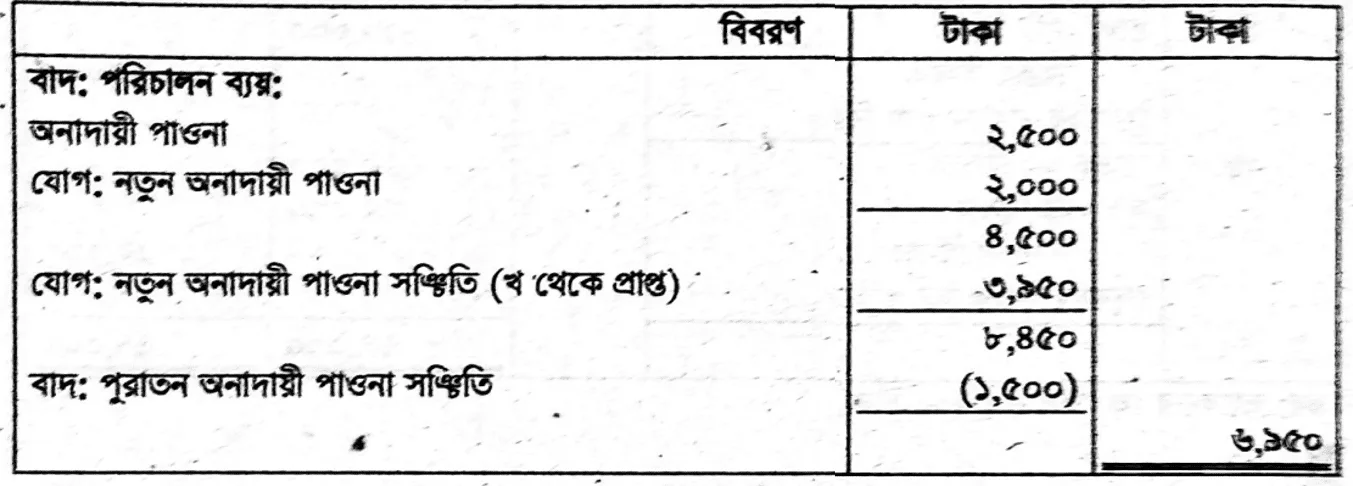 বিবরণ টাকা টাকা
বাদ: পরিচালন ব্যয়:
অনাদায়ী পাওনা ২,৫০০
যোগ: নতুন অনাদায়ী পাওনা ২,০০০
৪,৫০০
যোগ: নতুন অনাদায়ী পাওনা সঞ্চিতি (খ থেকে প্রাপ্ত) ৩,৯৫০
৮,৪৫০
বাদ: পুরাতন অনাদায়ী পাওনা সঞ্চিতি (১,৫০০)
৬,৯৫০